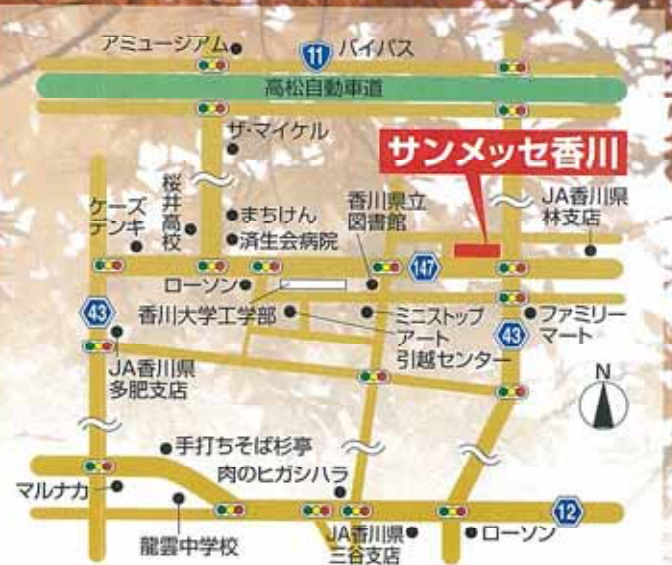 アミュージアム
11
バイパス
高松自動車道
ザ・マイケル
サンメッセ香川
ケーズ
デンキ
桜井高校
まちけん
済生会病院
香川県立
図書館
JA香川県
林支店
147
ローソン
43
香川大学工学部
ミニストップ
アート
引越センター
43
ファミリー
マート
JA香川県
多肥支店
N
手打ちそば杉亭
肉のヒガシハラ
マルナカ
龍雲中学校
JA香川県
三谷支店
ローソン
12